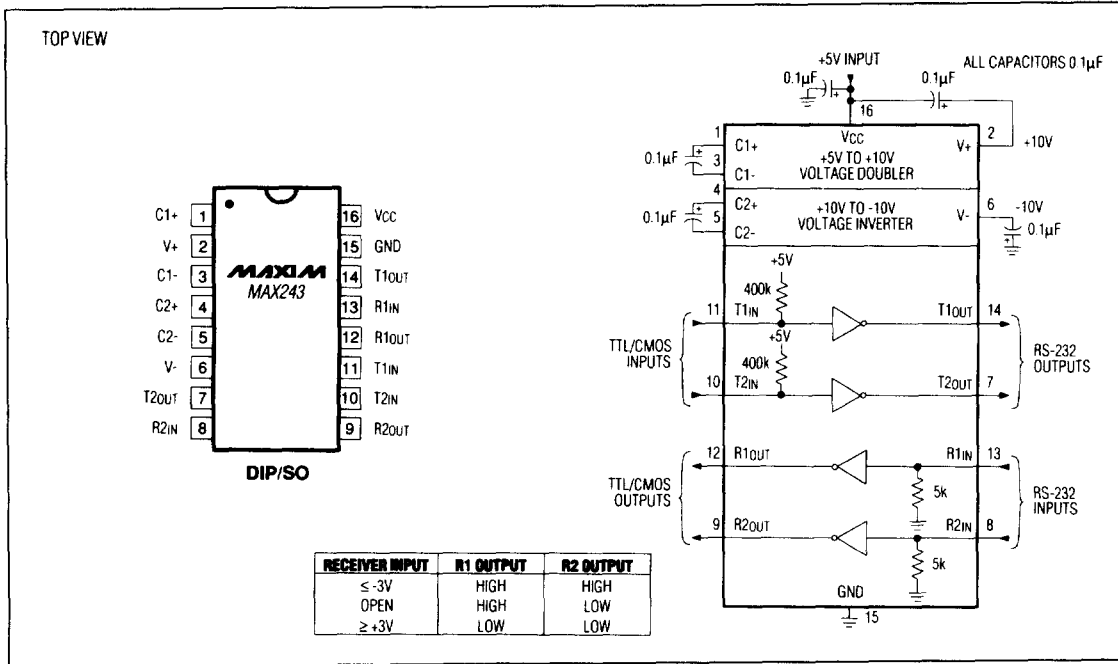 TOP VIEW
C1+ 1
V+ 2
C1- 3
C2+ 4
C2- 5
V- 6
T2OUT 7
R2IN 8
MAXIM
MAX243
16 VCC
15 GND
14 T1OUT
13 R1IN
12 R1OUT
11 T1IN
10 T2IN
9 R2OUT
DIP/SO
RECEIVER INPUT R1 OUTPUT R2 OUTPUT
≤ -3V HIGH HIGH
OPEN HIGH LOW
≥ +3V LOW LOW
+5V INPUT
ALL CAPACITORS 0.1µF
0.1µF
+
0.1µF
+
16
1
C1+
VCC
V+
2
+10V
0.1µF
+
3
C1-
+5V TO +10V
VOLTAGE DOUBLER
4
C2+
+10V TO -10V
VOLTAGE INVERTER
V-
6
-10V
0.1µF
+
5
C2-
0.1µF
+
+5V
400k
11
T1IN
T1OUT
14
+5V
400k
TTL/CMOS
INPUTS
RS-232
OUTPUTS
10
T2IN
T2OUT
7
12
R1OUT
R1IN
13
5k
TTL/CMOS
OUTPUTS
RS-232
INPUTS
9
R2OUT
R2IN
8
5k
GND
15